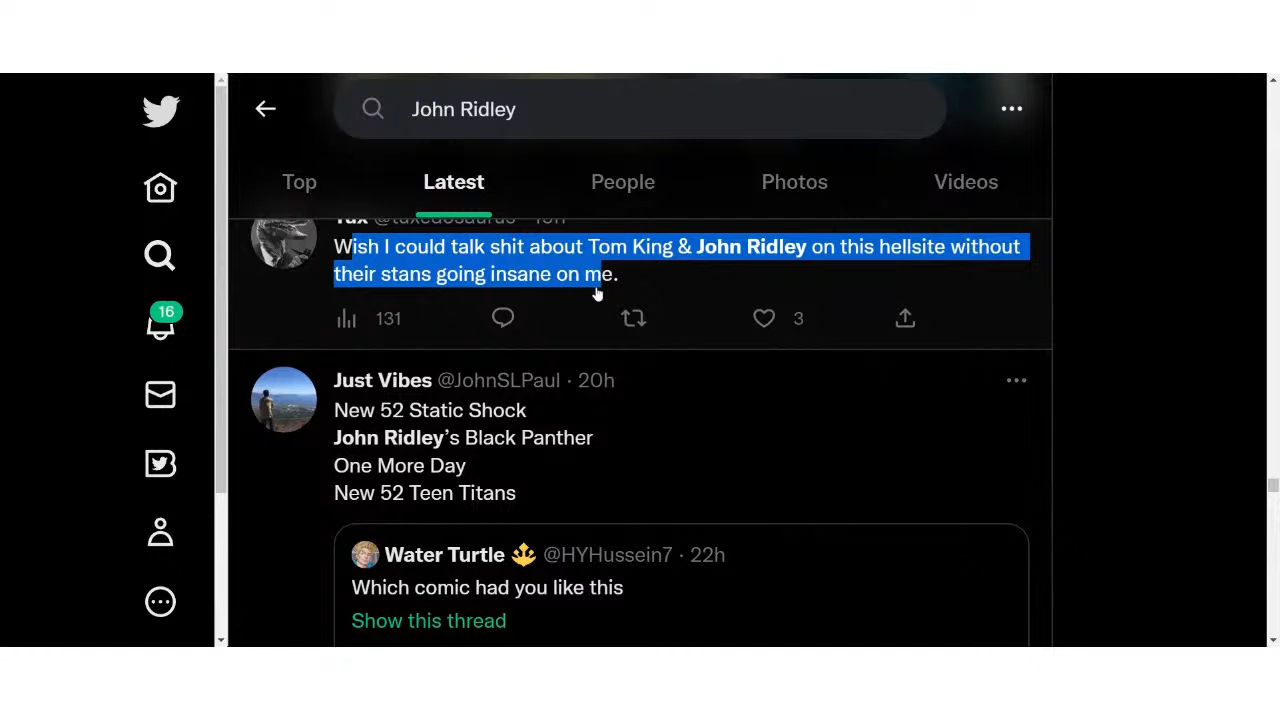 John Ridley
Top Latest People Photos Videos
Tax @taxedosaurus
Wish I could talk shit about Tom King & John Ridley on this hellsite without
their stans going insane on me.
16
131 3
Just Vibes @JohnSLPaul · 20h
New 52 Static Shock
John Ridley's Black Panther
One More Day
New 52 Teen Titans
Water Turtle @HYHussein7 · 22h
Which comic had you like this
Show this thread